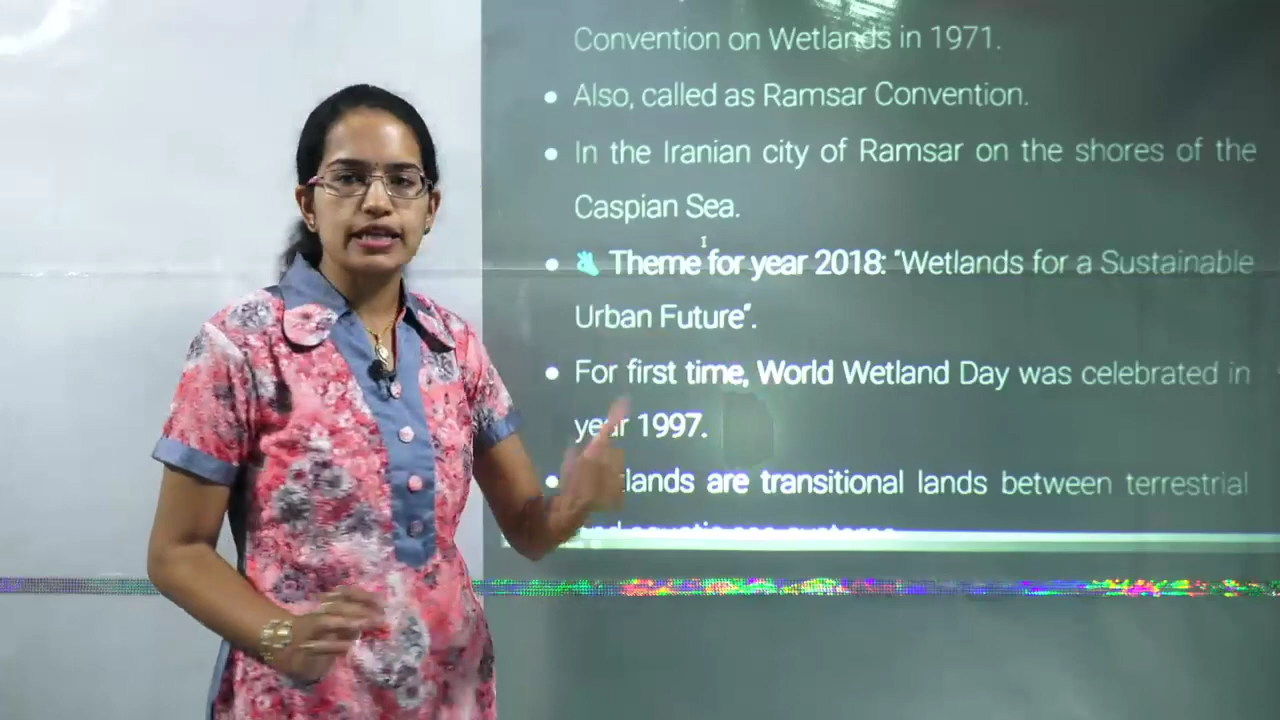 Convention on Wetlands in 1971.
• Also, called as Ramsar Convention.
• In the Iranian city of Ramsar on the shores of the
Caspian Sea.
• Theme for year 2018: "Wetlands for a Sustainable
Urban Future".
• For first time, World Wetland Day was celebrated in
year 1997.
• are transitional lands between terrestrial